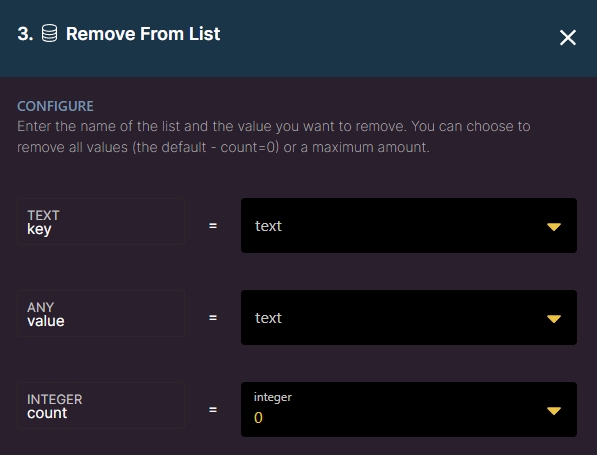 3. Remove From List
CONFIGURE
Enter the name of the list and the value you want to remove. You can choose to
remove all values (the default - count=0) or a maximum amount.
TEXT
key
=
text
ANY
value
=
text
INTEGER
count
=
integer
0